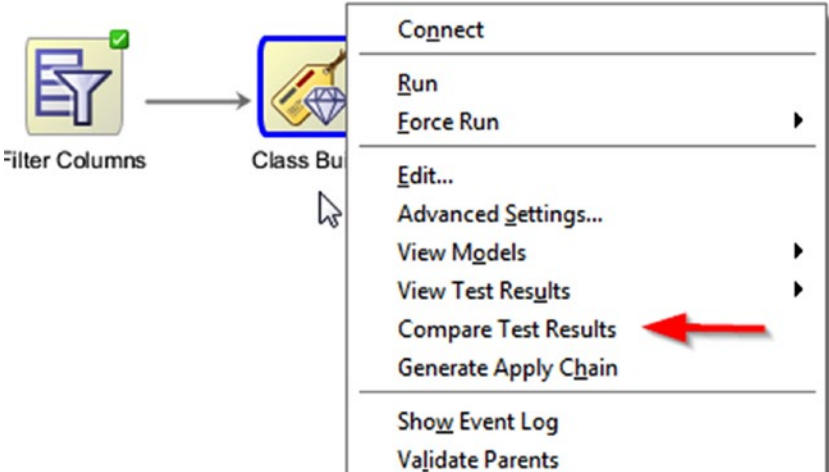 Connect
Run
Force Run
Filter Columns
Class Bui
Edit...
Advanced Settings...
View Models
View Test Results
Compare Test Results
Generate Apply Chain
Show Event Log
Validate Parents